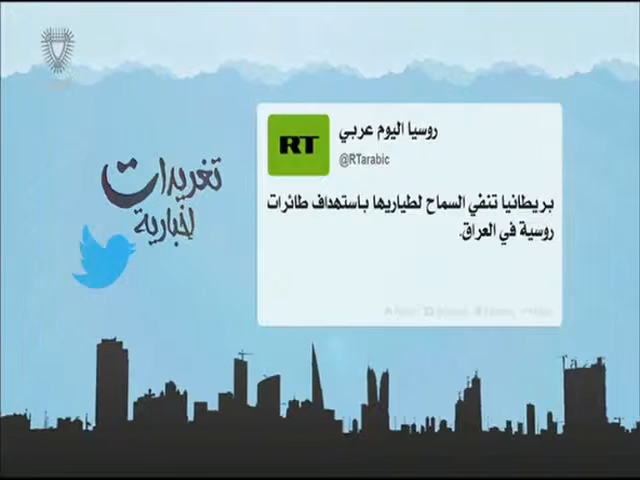 تغريدات
إخبارية
RT
روسيا اليوم عربي
@RTarabic
بريطانيا تنفي السماح لطياريها باستهداف طائرات
روسية في العراق.